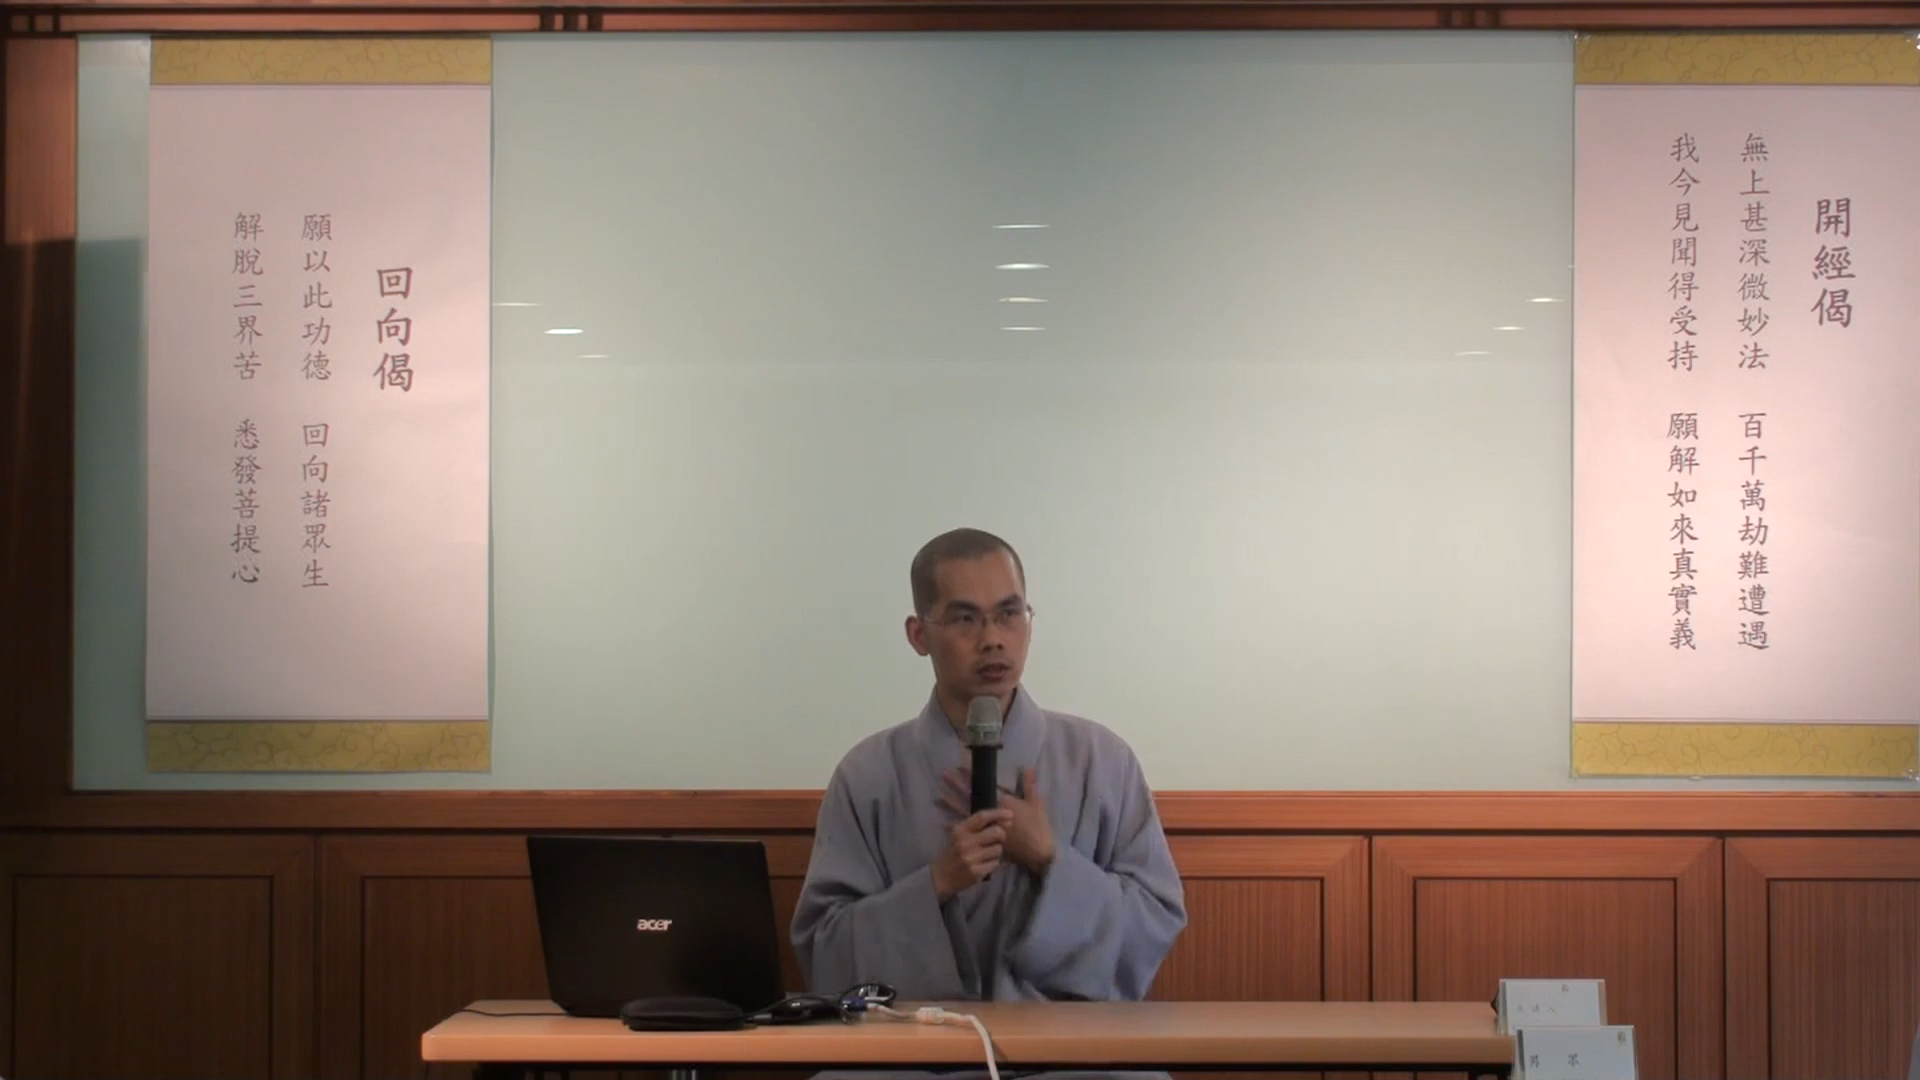 開經偈
無上甚深微妙法 百千萬劫難遭遇
我今見聞得受持 願解如來真實義
回向偈
願以此功德 回向諸眾生
解脫三界苦 悉發菩提心
acer
男 眾